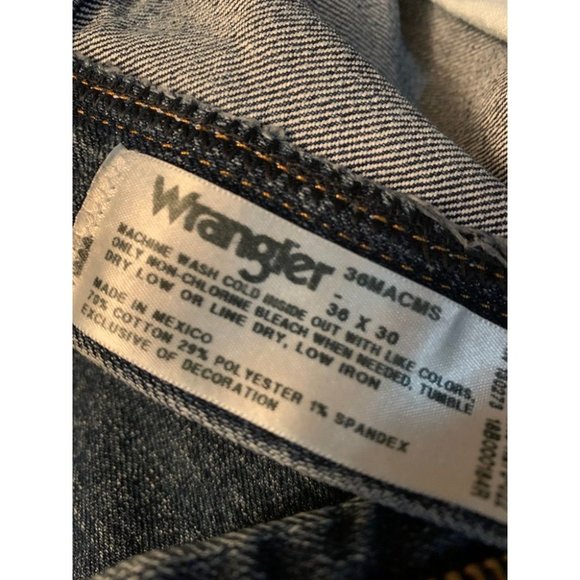 Wrangler
36MACMS
-
36 X 30
MACHINE WASH COLD INSIDE OUT WITH LIKE COLORS,
ONLY NON-CHLORINE BLEACH WHEN NEEDED, TUMBLE
DRY LOW OR LINE DRY, LOW IRON
MADE IN MEXICO
70% COTTON 29% POLYESTER 1% SPANDEX
EXCLUSIVE OF DECORATION